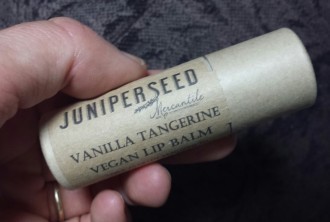 JUNIPERSEED
Mercantile
VANILLA TANGERINE
VEGAN LIP BALM